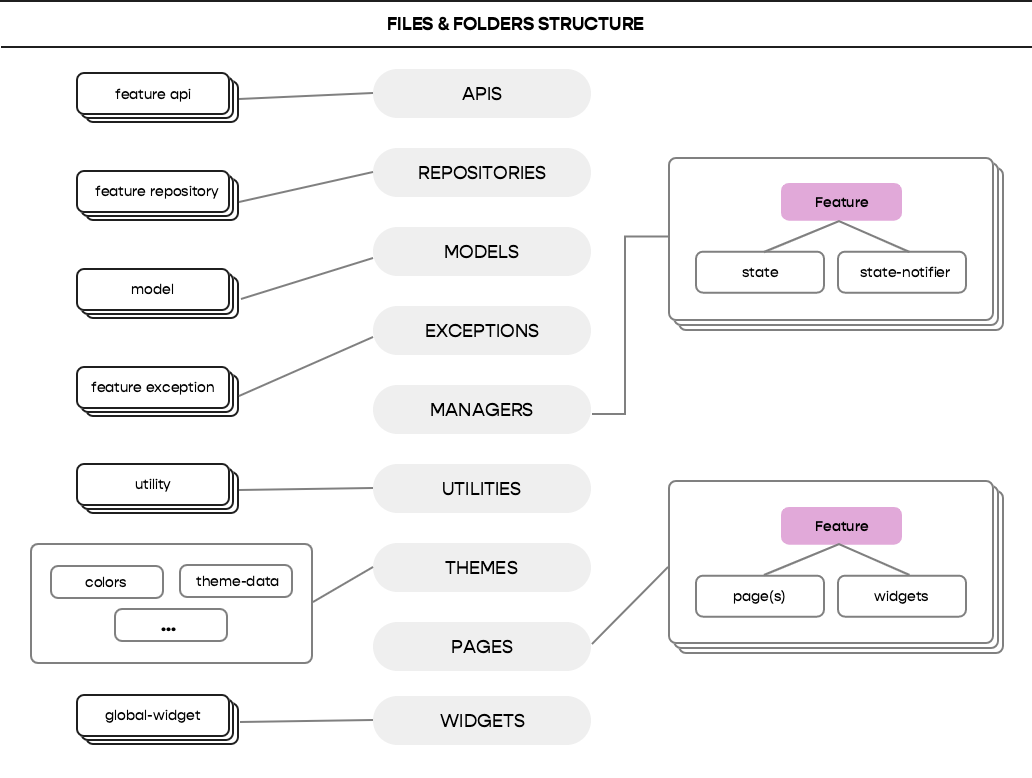 FILES & FOLDERS STRUCTURE
feature api
APIS
feature repository
REPOSITORIES
Feature
state
state-notifier
model
MODELS
feature exception
EXCEPTIONS
MANAGERS
utility
UTILITIES
colors
theme-data
...
THEMES
Feature
page(s)
widgets
PAGES
global-widget
WIDGETS